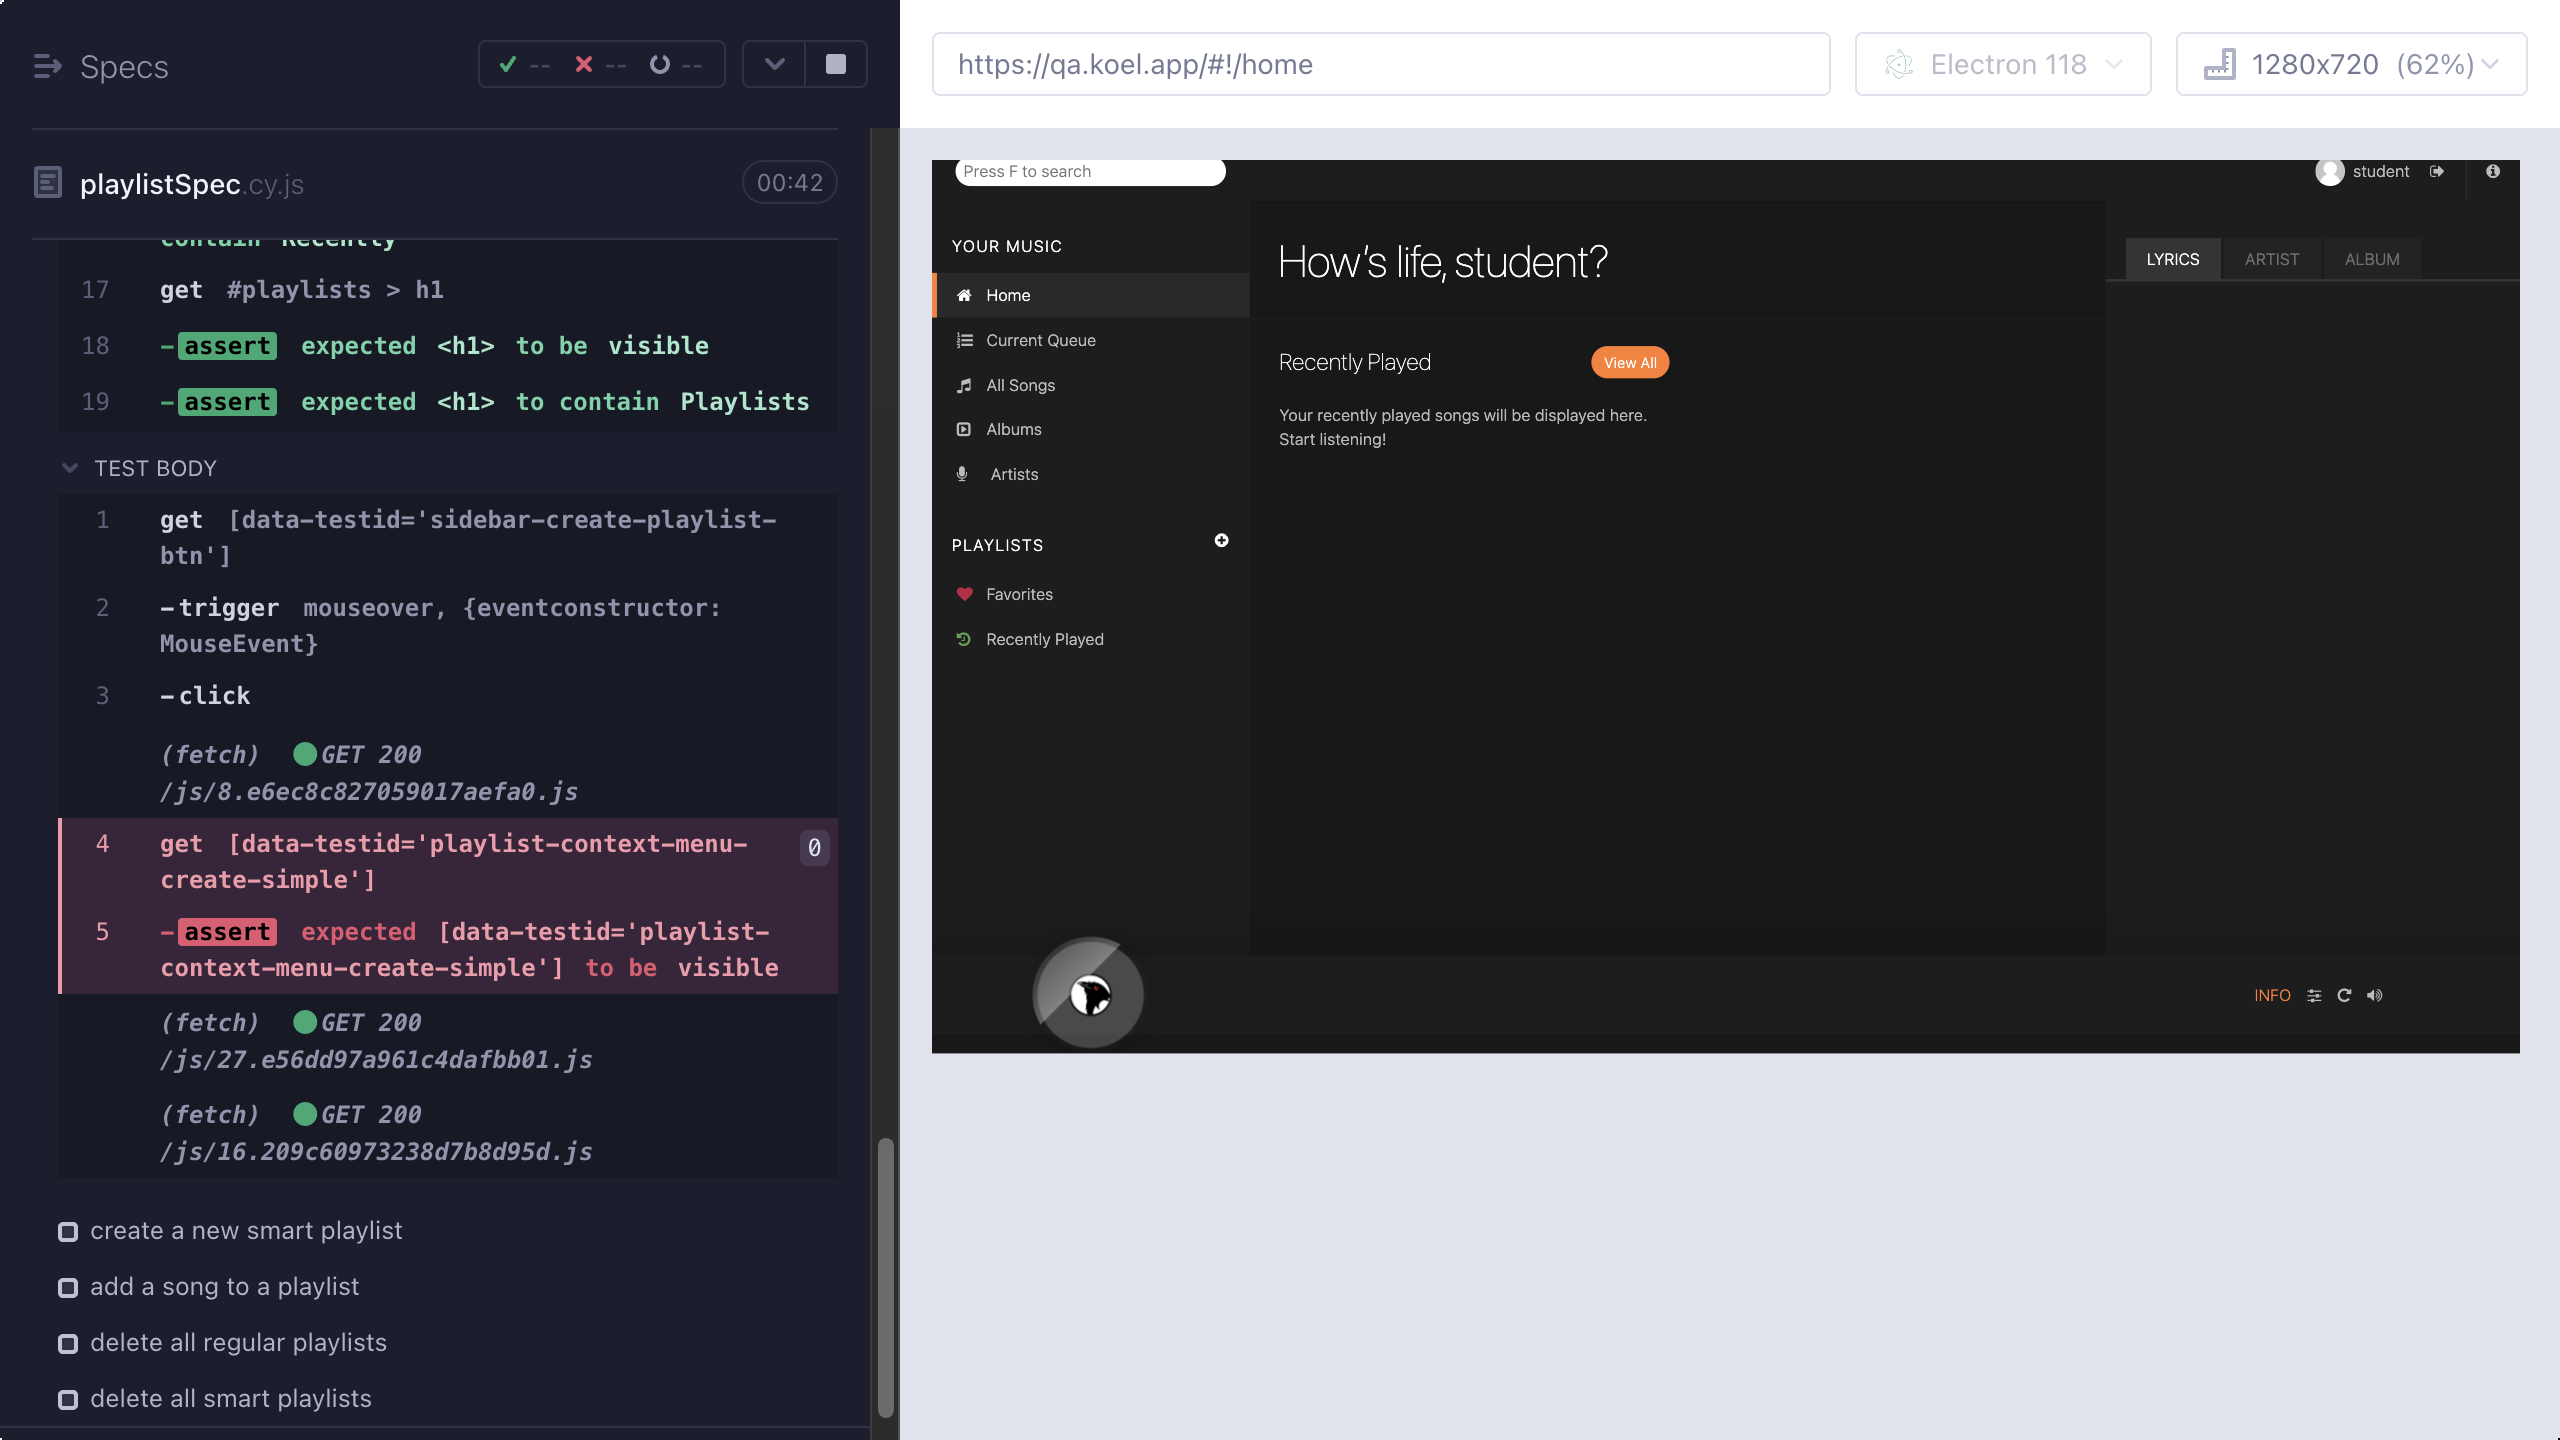 Specs
-- -- --
playlistSpec.cy.js
00:42
contain Recently
17 get #playlists > h1
18 -assert expected <h1> to be visible
19 -assert expected <h1> to contain Playlists
TEST BODY
1 get [data-testid='sidebar-create-playlist-
btn']
2 -trigger mouseover, {eventconstructor:
MouseEvent}
3 -click
(fetch) GET 200
/js/8.e6ec8c827059017aefa0.js
4 get [data-testid='playlist-context-menu-
create-simple'] 0
5 -assert expected [data-testid='playlist-
context-menu-create-simple'] to be visible
(fetch) GET 200
/js/27.e56dd97a961c4dafbb01.js
(fetch) GET 200
/js/16.209c60973238d7b8d95d.js
create a new smart playlist
add a song to a playlist
delete all regular playlists
delete all smart playlists
https://qa.koel.app/#!/home
Electron 118
1280x720 (62%)
Press F to search
student
YOUR MUSIC
Home
Current Queue
All Songs
Albums
Artists
PLAYLISTS
Favorites
Recently Played
How's life, student?
Recently Played
View All
Your recently played songs will be displayed here.
Start listening!
LYRICS ARTIST ALBUM
INFO